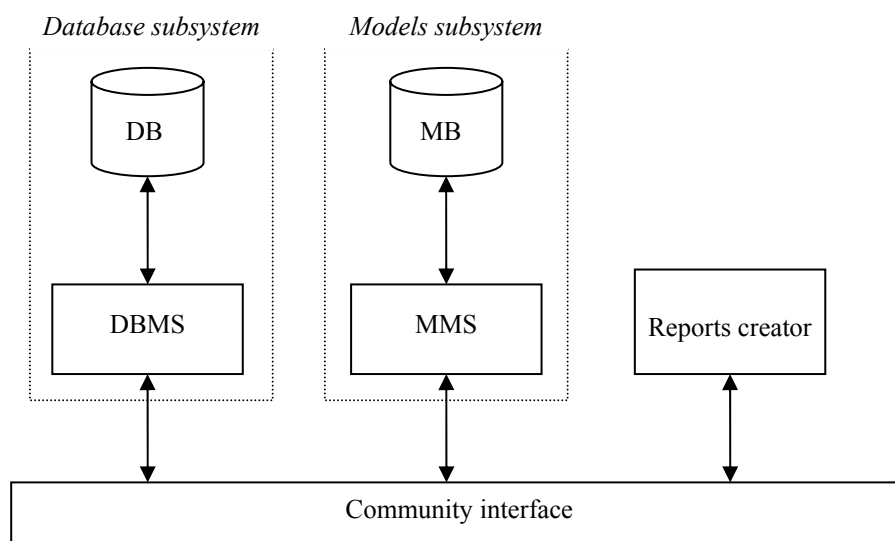 Database subsystem
Models subsystem
DB
MB
DBMS
MMS
Reports creator
Community interface